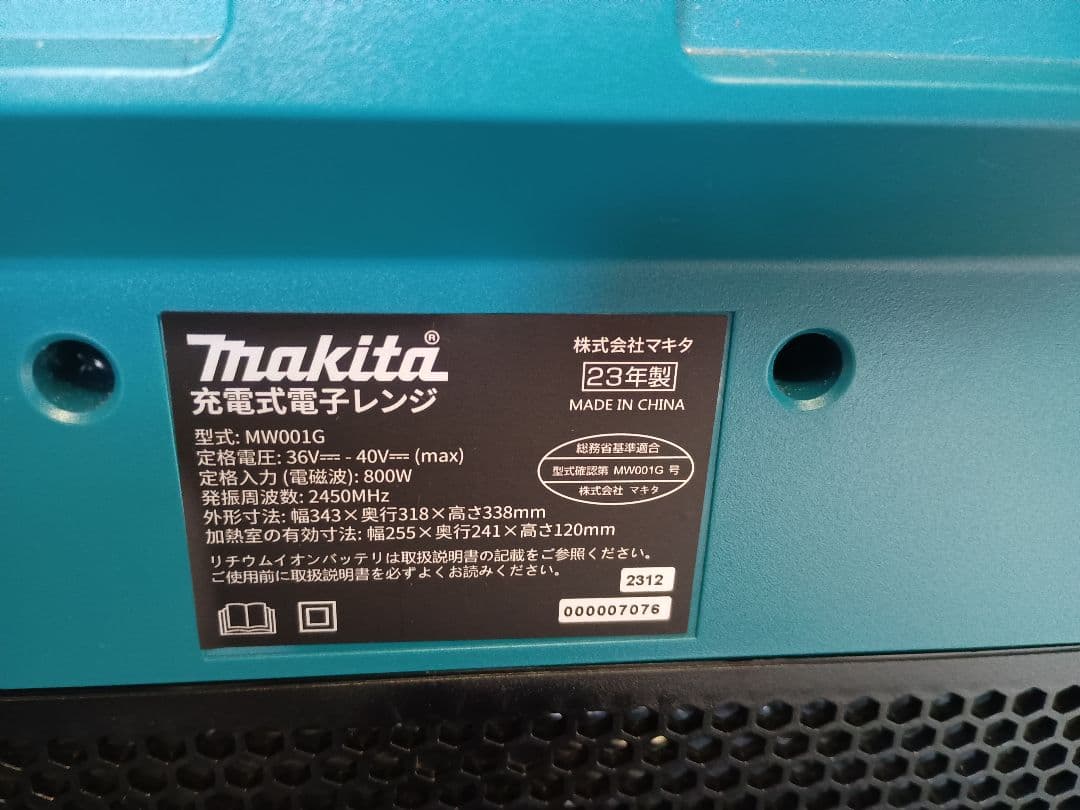 makita®
充電式電子レンジ
型式: MW001G
定格電圧: 36V⎓ - 40V⎓ (max)
定格入力 (電磁波): 800W
発振周波数: 2450MHz
外形寸法: 幅343×奥行318×高さ338mm
加熱室の有効寸法: 幅255×奥行241×高さ120mm
リチウムイオンバッテリは取扱説明書の記載をご参照ください。
ご使用前に取扱説明書を必ずよくお読みください。
株式会社マキタ
23年製
MADE IN CHINA
総務省基準適合
型式確認第 MW001G 号
株式会社 マキタ
2312
000007076